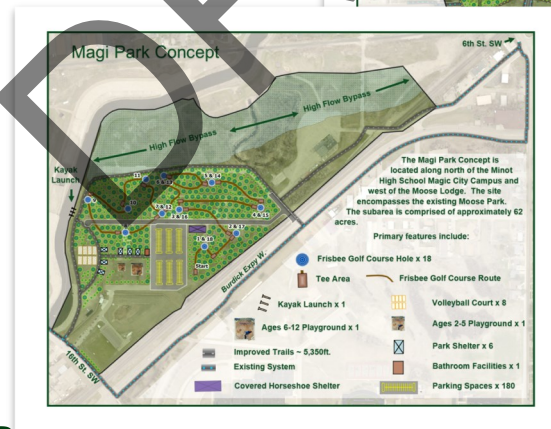 Magi Park Concept
6th St. SW
High Flow Bypass
High Flow Bypass
Kayak
Launch
The Magi Park Concept is
located along north of the Minot
High School Magic City Campus and
west of the Moose Lodge. The site
encompasses the existing Moose Park.
The subarea is comprised of approximately 62
acres.
Primary features include:
Burdick Expy W.
16th St. SW
Start
Frisbee Golf Course Hole x 18
Tee Area
Frisbee Golf Course Route
Kayak Launch x 1
Volleyball Court x 8
Ages 6-12 Playground x 1
Ages 2-5 Playground x 1
Improved Trails ~ 5,350ft.
Park Shelter x 6
Existing System
Bathroom Facilities x 1
Covered Horseshoe Shelter
Parking Spaces x 180